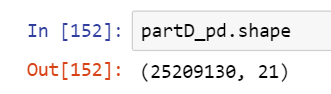 In [152]: partD_pd.shape
Out[152]: (25209130, 21)